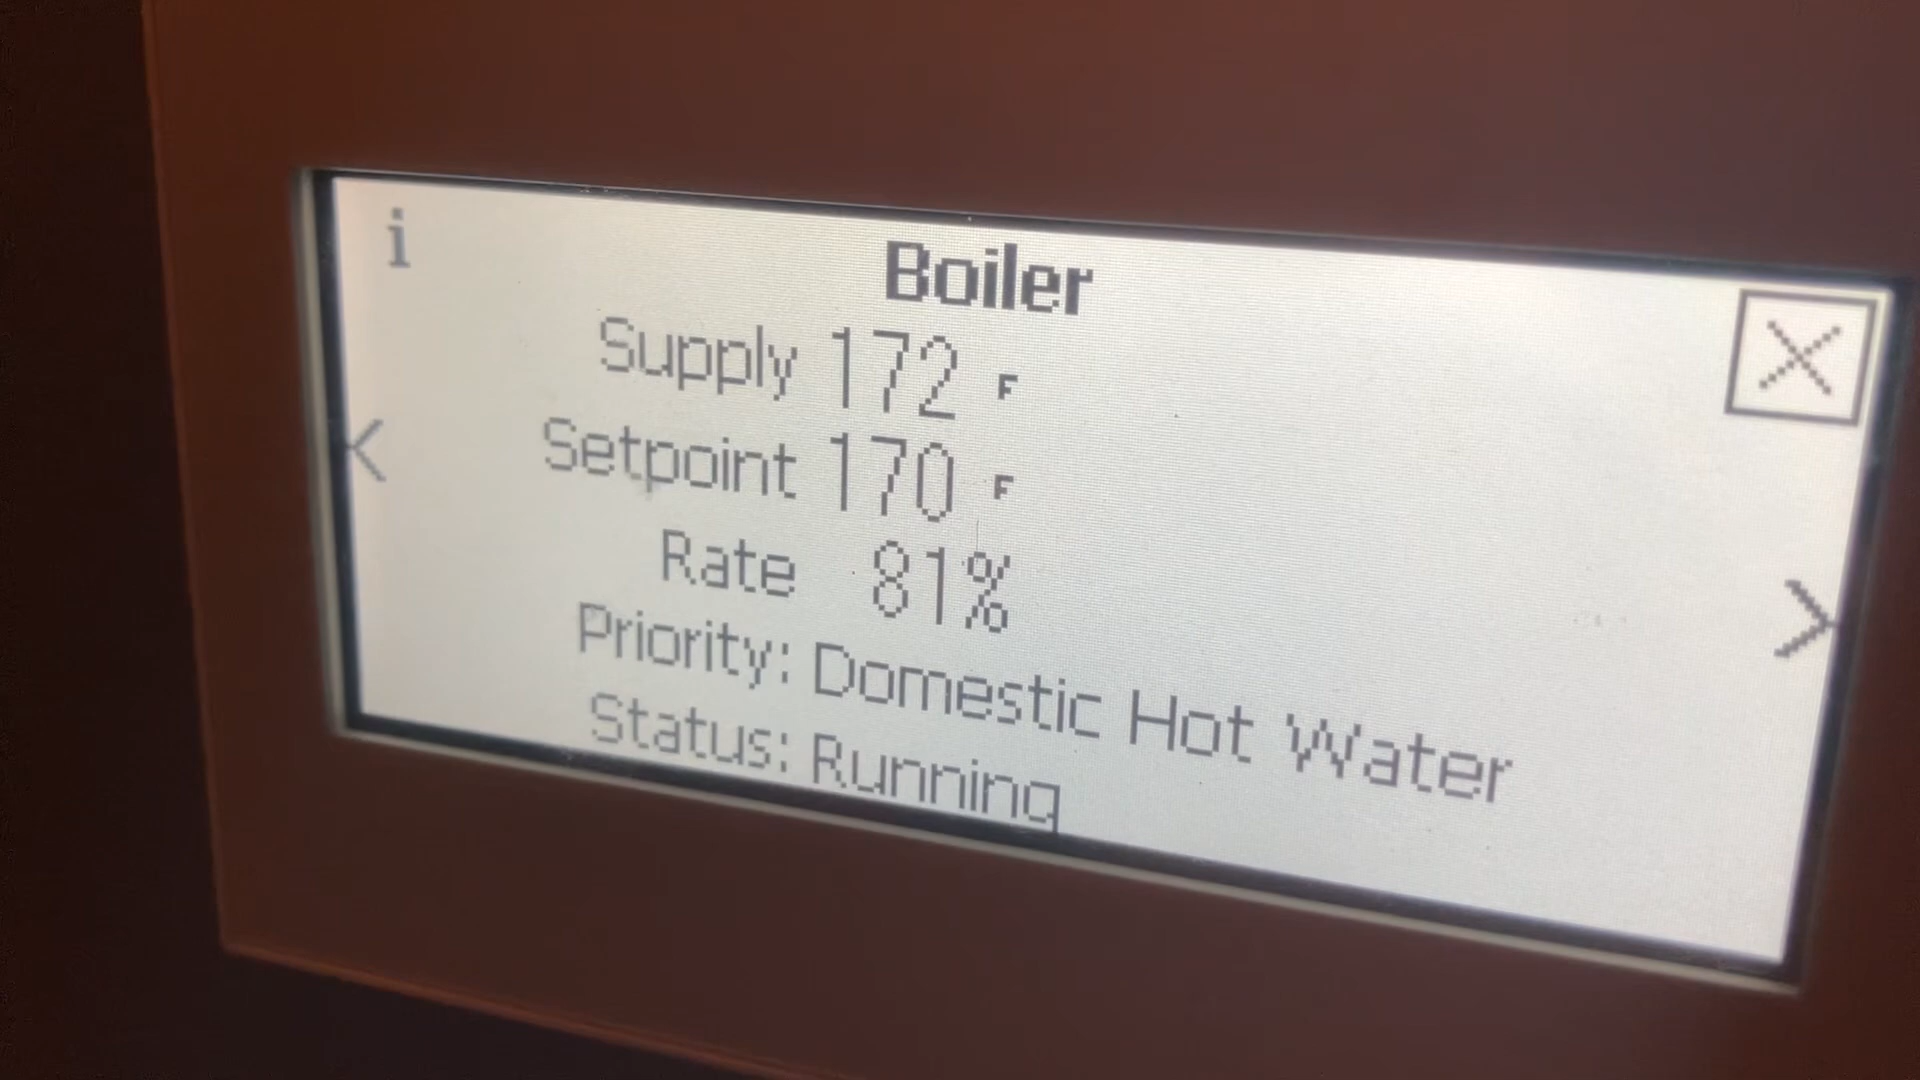 i
Boiler
Supply 172 F
Setpoint 170 F
Rate 81%
Priority: Domestic Hot Water
Status: Running